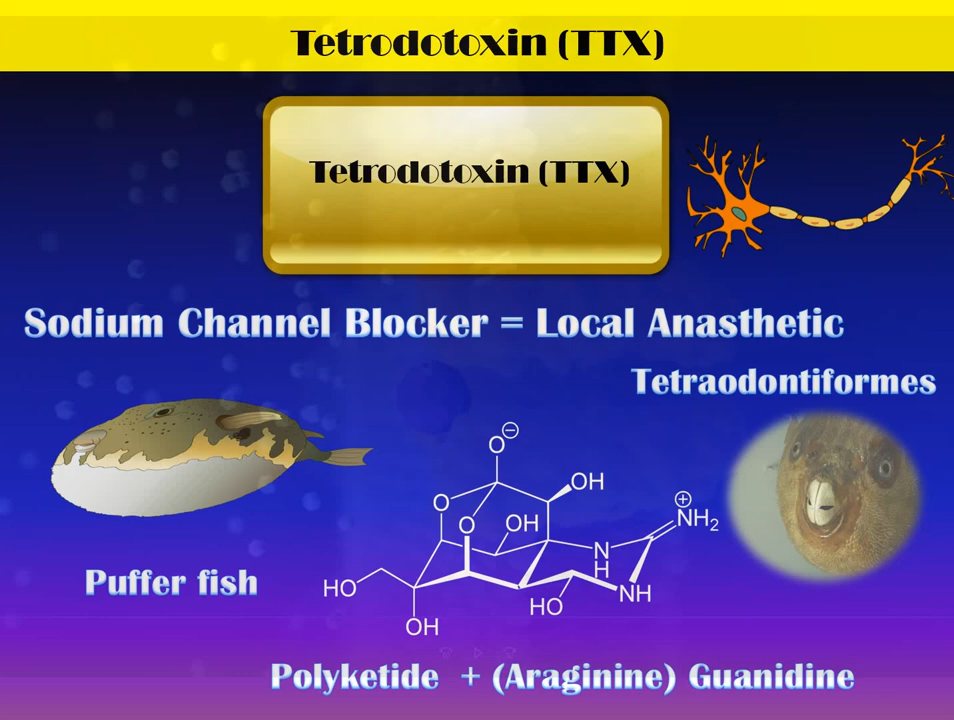 Tetrodotoxin (TTX)
Tetrodotoxin (TTX)
Sodium Channel Blocker = Local Anasthetic
Tetraodontiformes
O⊖
OH
O
O
OH
⊕
NH2
N
H
HO
HO
NH
OH
Puffer fish
Polyketide + (Araginine) Guanidine